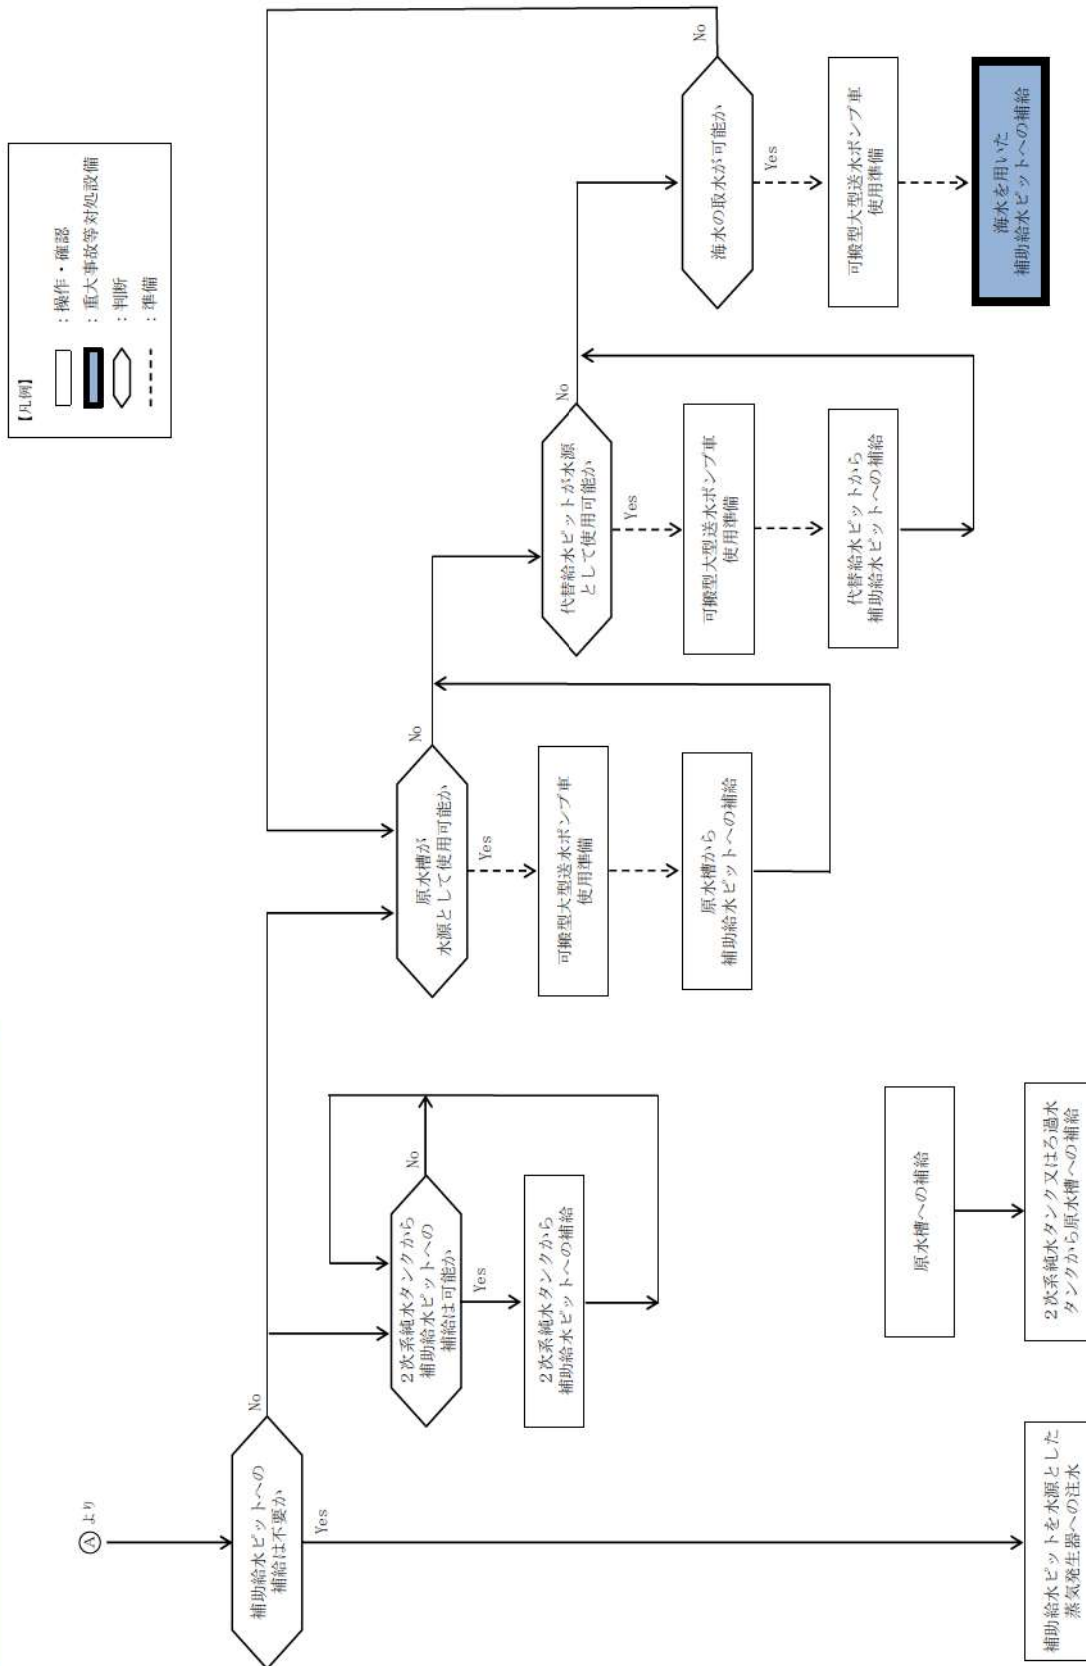 【凡例】
：操作・確認
：重大事故等対処設備
：判断
：準備
Aより
補助給水ピットへの
補給は不要か
No
Yes
補助給水ピットを水源とした
蒸気発生器への注水
2次系純水タンクから
補助給水ピットへの
補給は可能か
No
Yes
2次系純水タンクから
補助給水ピットへの補給
原水槽への補給
2次系純水タンク又はろ過水
タンクから原水槽への補給
原水槽が
水源として使用可能か
No
Yes
可搬型大型送水ポンプ車
使用準備
原水槽から
補助給水ピットへの補給
代替給水ピットが水源
として使用可能か
No
Yes
可搬型大型送水ポンプ車
使用準備
代替給水ピットから
補助給水ピットへの補給
海水の取水が可能か
No
Yes
可搬型大型送水ポンプ車
使用準備
海水を用いた
補助給水ピットへの補給